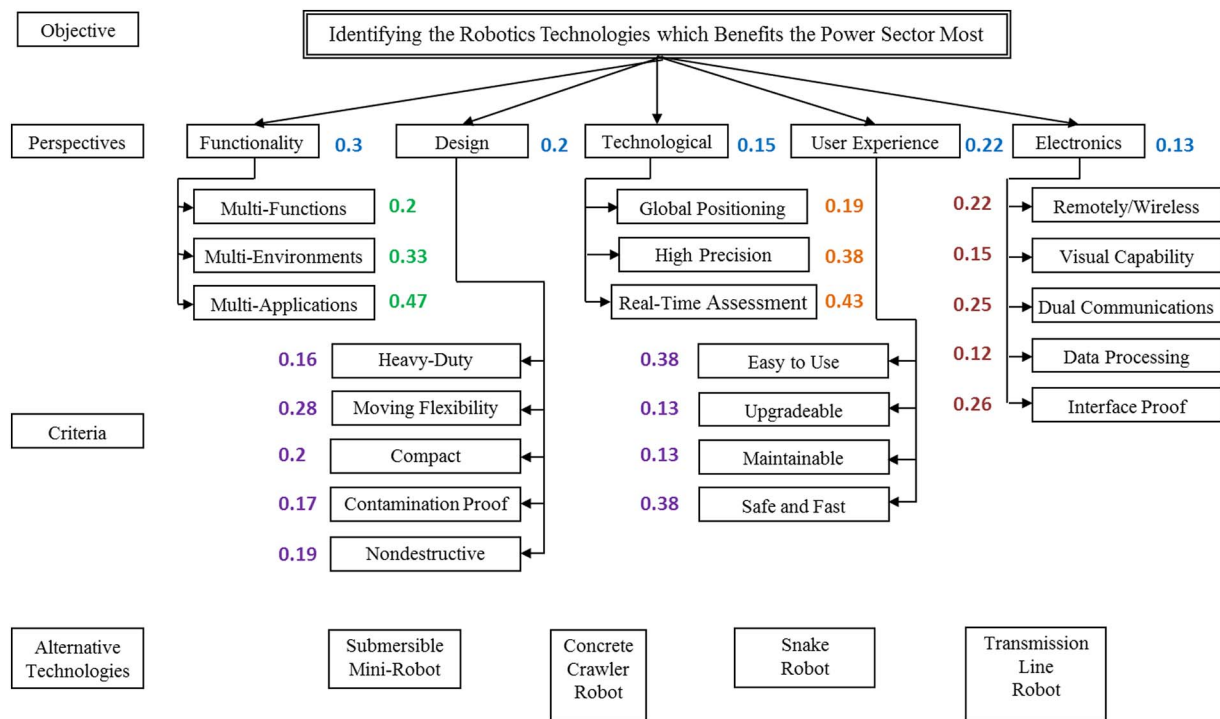 Objective
Identifying the Robotics Technologies which Benefits the Power Sector Most
Perspectives
Functionality
0.3
Design
0.2
Technological
0.15
User Experience
0.22
Electronics
0.13
Multi-Functions
0.2
Multi-Environments
0.33
Multi-Applications
0.47
Global Positioning
0.19
High Precision
0.38
Real-Time Assessment
0.43
0.22
Remotely/Wireless
0.15
Visual Capability
0.25
Dual Communications
0.12
Data Processing
0.26
Interface Proof
Criteria
0.16
Heavy-Duty
0.28
Moving Flexibility
0.2
Compact
0.17
Contamination Proof
0.19
Nondestructive
0.38
Easy to Use
0.13
Upgradeable
0.13
Maintainable
0.38
Safe and Fast
Alternative
Technologies
Submersible
Mini-Robot
Concrete
Crawler
Robot
Snake
Robot
Transmission
Line
Robot